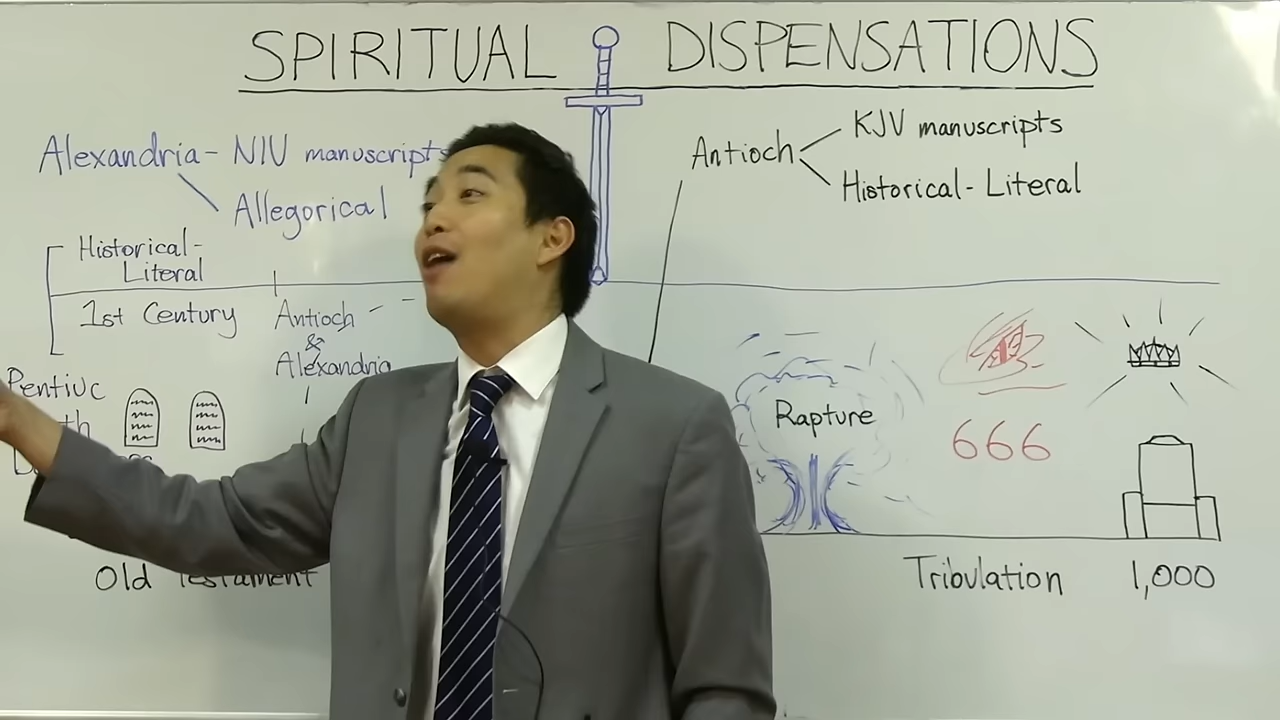 SPIRITUAL DISPENSATIONS
Alexandria - NIV manuscripts
Allegorical
Antioch
KJV manuscripts
Historical - Literal
Historical -
Literal
1st Century
Antioch
&
Alexandria
Rapture
666
Old Testament
Tribulation
1,000